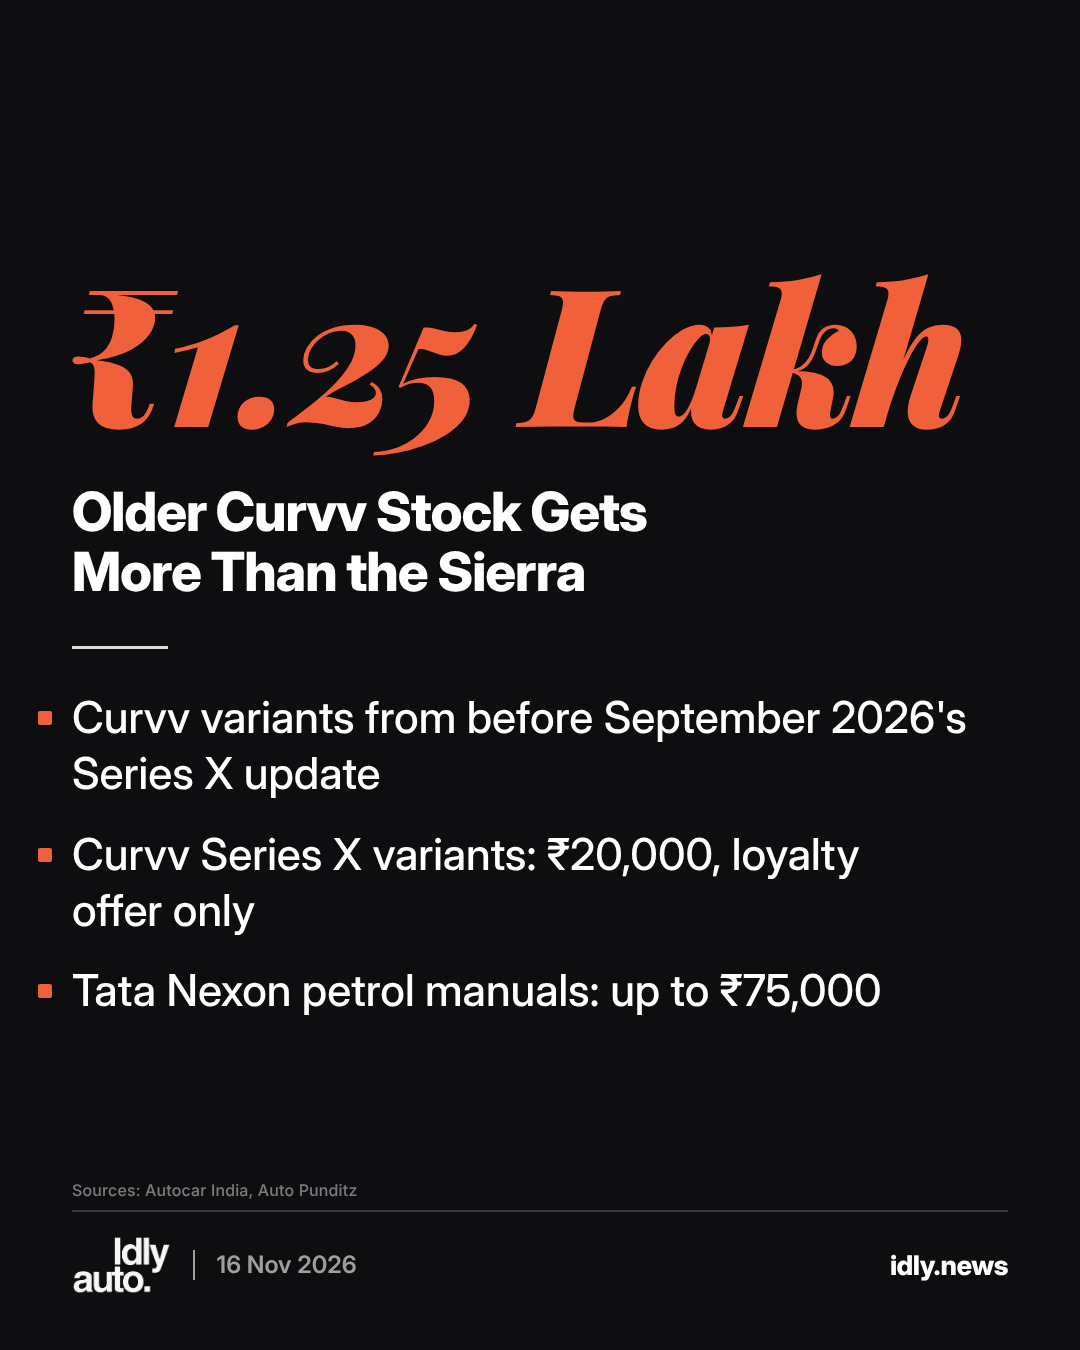 ₹1.25 Lakh
Older Curvv Stock Gets
More Than the Sierra
Curvv variants from before September 2026's
Series X update
Curvv Series X variants: ₹20,000, loyalty
offer only
Tata Nexon petrol manuals: up to ₹75,000
Sources: Autocar India, Auto Punditz
Idly
auto.
16 Nov 2026
idly.news